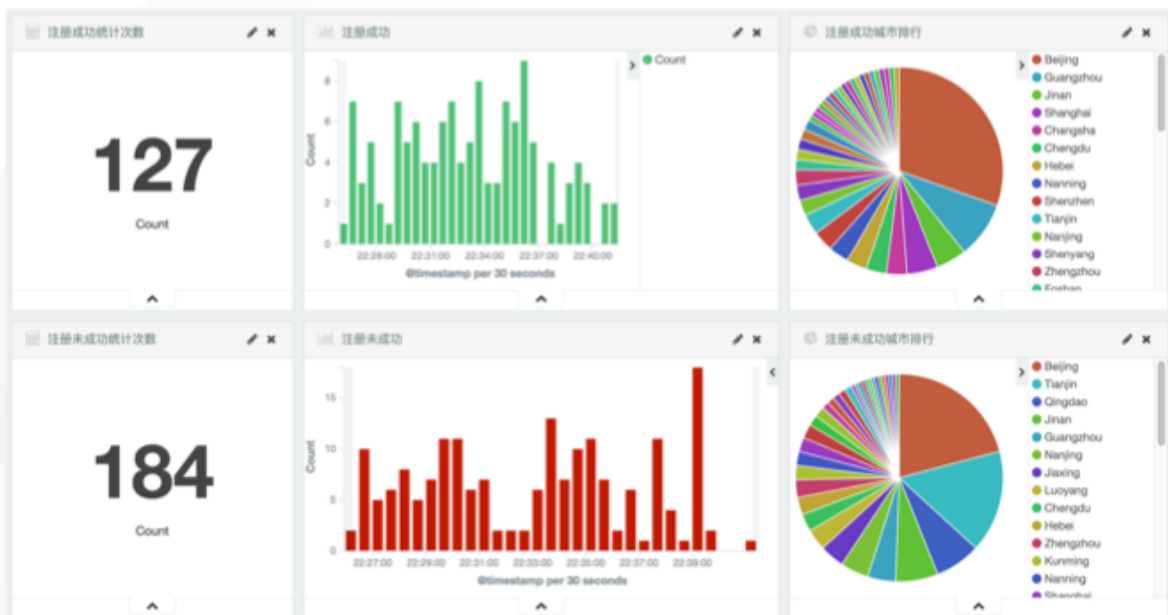 注册成功统计次数
127
Count
注册成功
Count
8
6
4
2
0
22:28:00 22:31:00 22:34:00 22:37:00 22:40:00
@timestamp per 30 seconds
Count
注册成功城市排行
Beijing
Guangzhou
Jinan
Shanghai
Changsha
Chengdu
Hebei
Nanning
Shenzhen
Tianjin
Nanjing
Shenyang
Zhengzhou
Foshan
注册未成功统计次数
184
Count
注册未成功
Count
15
10
5
0
22:27:00 22:29:00 22:31:00 22:33:00 22:35:00 22:37:00 22:39:00
@timestamp per 30 seconds
注册未成功城市排行
Beijing
Tianjin
Qingdao
Jinan
Guangzhou
Nanjing
Jiaxing
Luoyang
Chengdu
Hebei
Zhengzhou
Kunming
Nanning
Shanghai